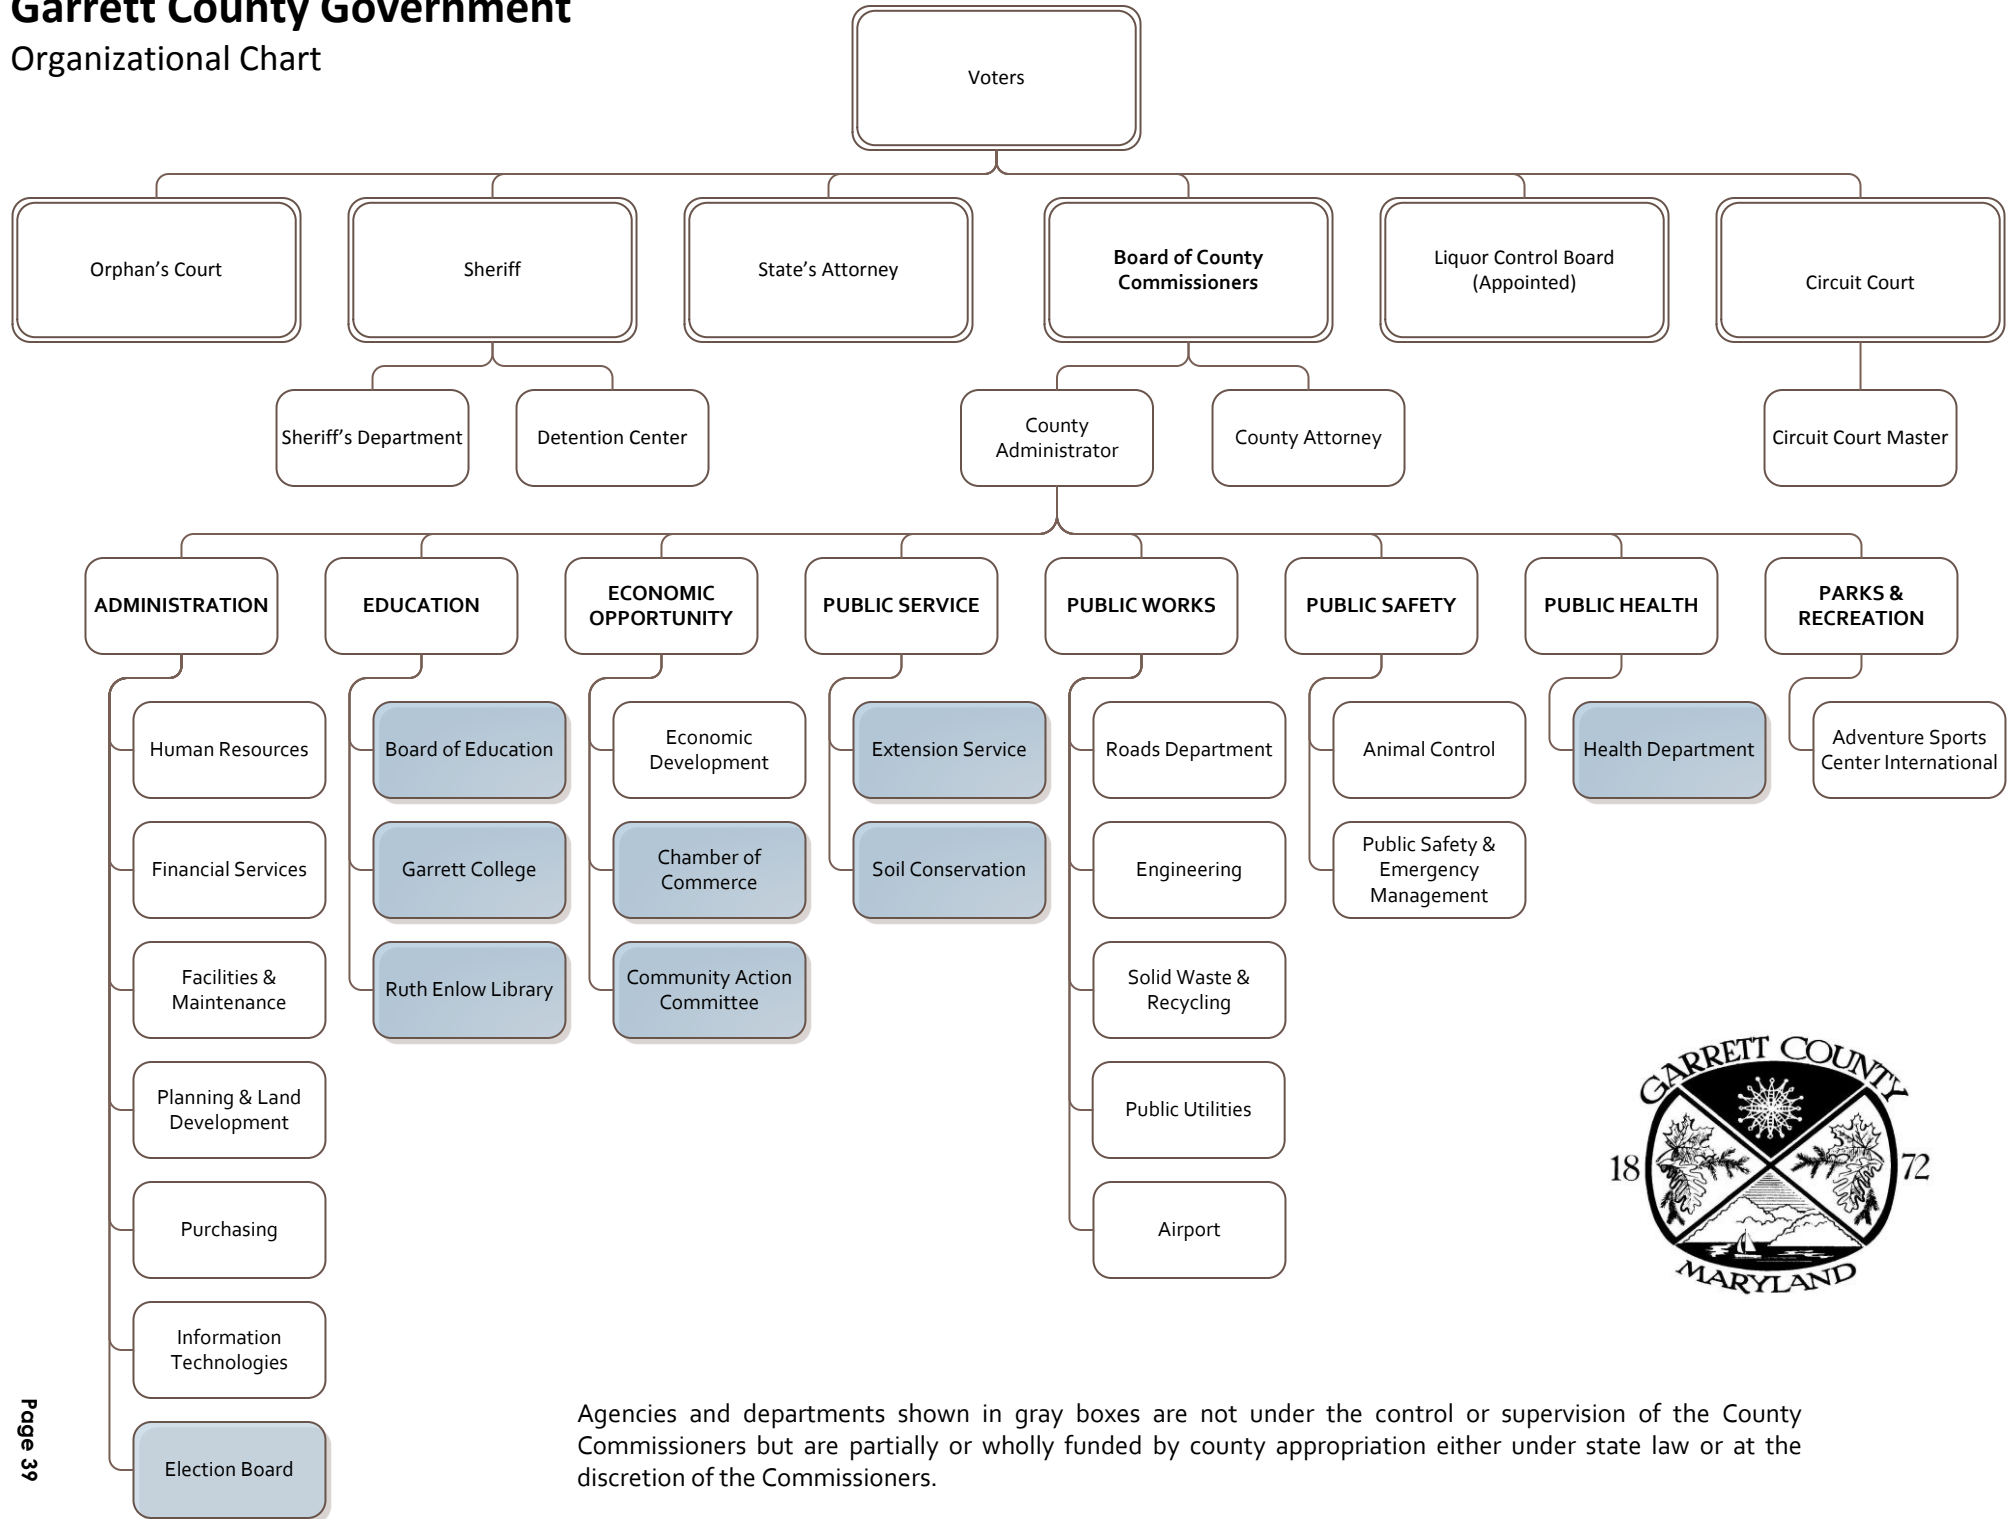 Garrett County Government
Organizational Chart
Voters
Orphan's Court
Sheriff
State's Attorney
Board of County
Commissioners
Liquor Control Board
(Appointed)
Circuit Court
Sheriff's Department
Detention Center
County
Administrator
County Attorney
Circuit Court Master
ADMINISTRATION
EDUCATION
ECONOMIC
OPPORTUNITY
PUBLIC SERVICE
PUBLIC WORKS
PUBLIC SAFETY
PUBLIC HEALTH
PARKS &
RECREATION
Human Resources
Financial Services
Facilities &
Maintenance
Planning & Land
Development
Purchasing
Information
Technologies
Election Board
Board of Education
Garrett College
Ruth Enlow Library
Economic
Development
Chamber of
Commerce
Community Action
Committee
Extension Service
Soil Conservation
Roads Department
Engineering
Solid Waste &
Recycling
Public Utilities
Airport
Animal Control
Public Safety &
Emergency
Management
Health Department
Adventure Sports
Center International
GARRETT COUNTY
18 72
MARYLAND
Agencies and departments shown in gray boxes are not under the control or supervision of the County
Commissioners but are partially or wholly funded by county appropriation either under state law or at the
discretion of the Commissioners.
Page 39